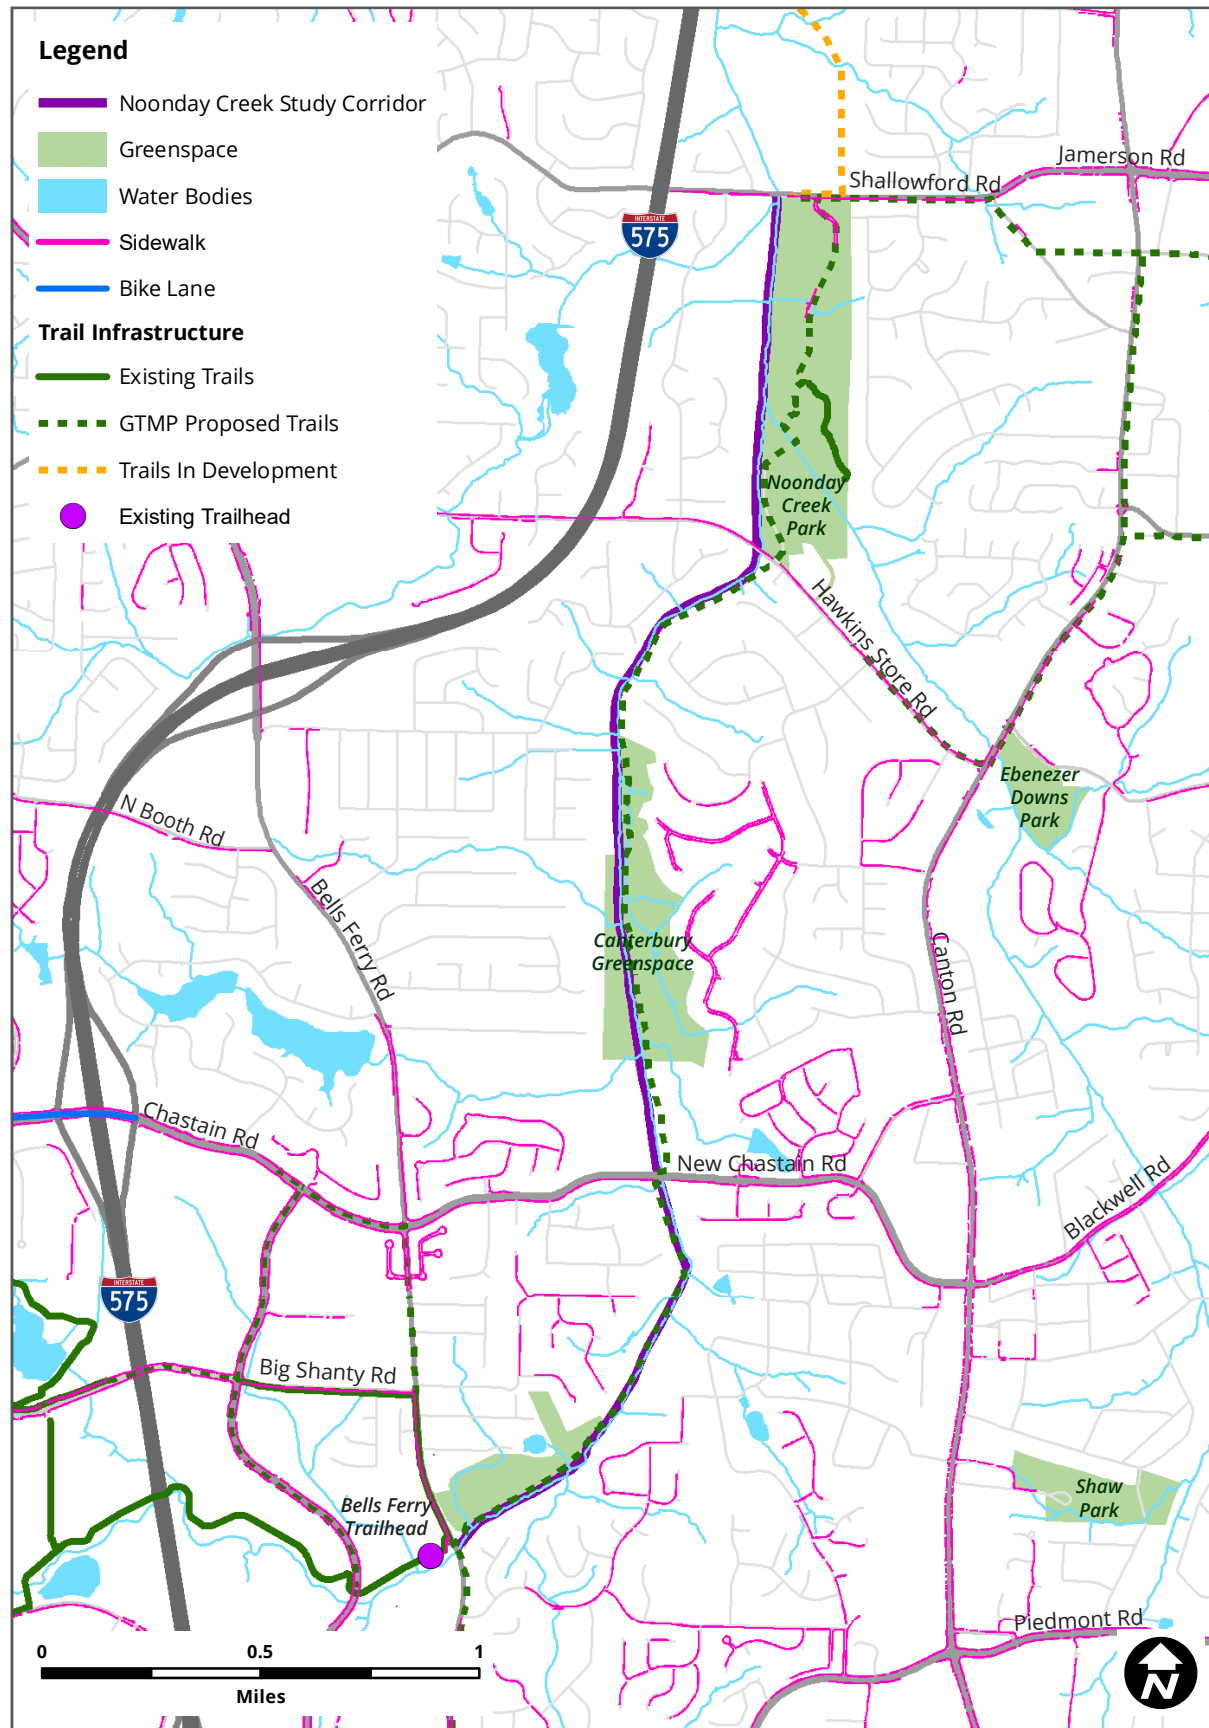 Legend
Noonday Creek Study Corridor
Greenspace
Water Bodies
Sidewalk
Bike Lane
Trail Infrastructure
Existing Trails
GTMP Proposed Trails
Trails In Development
Existing Trailhead
Jamerson Rd
Shallowford Rd
INTERSTATE
575
Noonday
Creek
Park
Hawkins Store Rd
Ebenezer
Downs
Park
N Booth Rd
Bells Ferry Rd
Canterbury
Greenspace
Canton Rd
Chastain Rd
New Chastain Rd
Blackwell Rd
INTERSTATE
575
Big Shanty Rd
Bells Ferry
Trailhead
Shaw
Park
Piedmont Rd
0 0.5 1
Miles
N